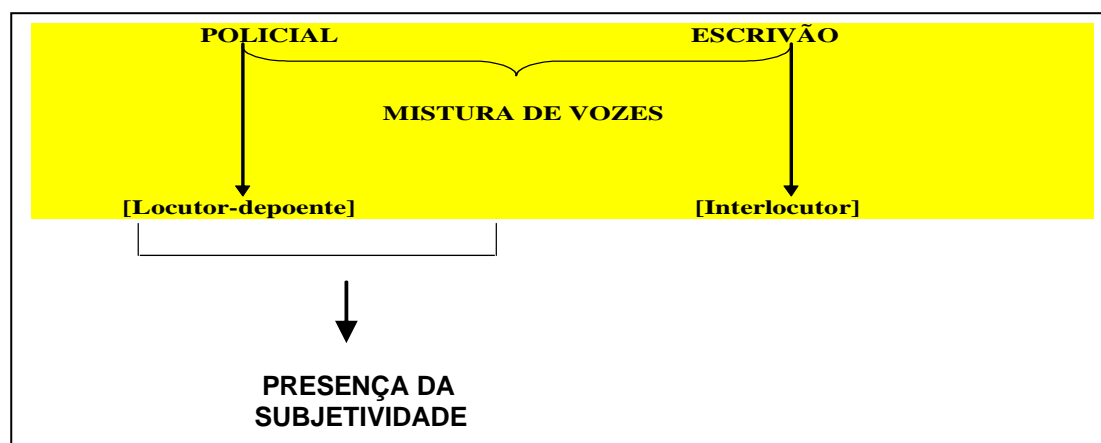 POLICIAL ESCRIVÃO
MISTURA DE VOZES
[Locutor-depoente] [Interlocutor]
PRESENÇA DA
SUBJETIVIDADE